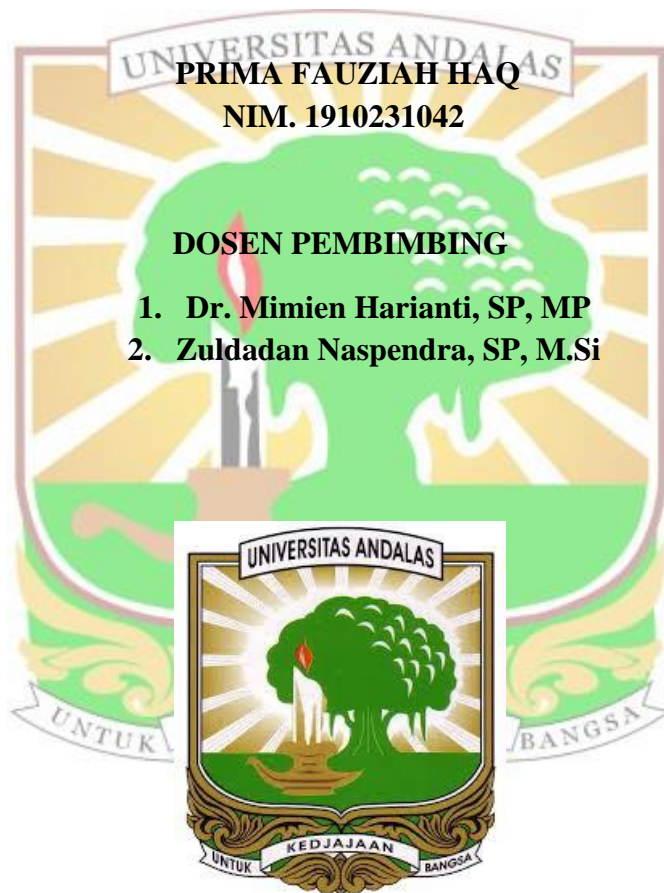 UNIVERSITAS ANDALAS
PRIMA FAUZIAH HAQ
NIM. 1910231042
DOSEN PEMBIMBING
1. Dr. Mimien Harianti, SP, MP
2. Zuldadan Naspendra, SP, M.Si
UNIVERSITAS ANDALAS
UNTUK BANGSA
KEDJAJAAN
UNTUK BANGSA